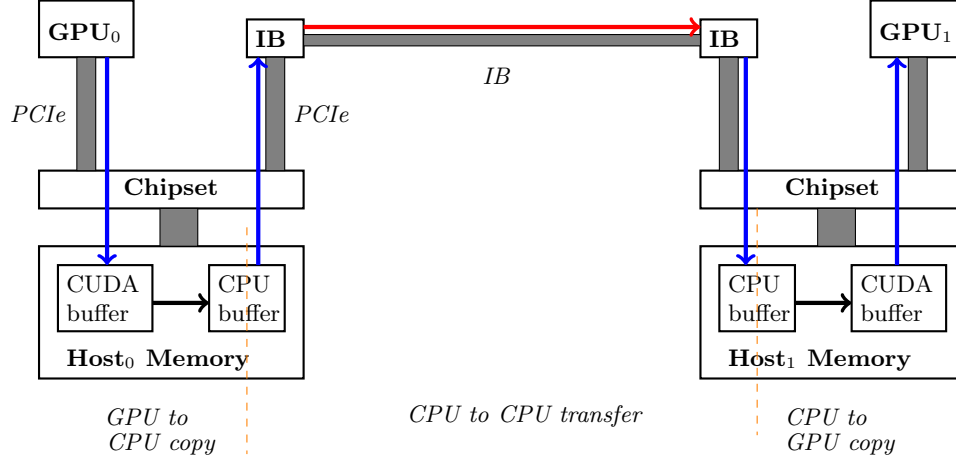 GPU₀
IB
IB
GPU₁
IB
PCIe
PCIe
Chipset
Chipset
CUDA
buffer
CPU
buffer
CPU
buffer
CUDA
buffer
Host₀ Memory
Host₁ Memory
GPU to
CPU copy
CPU to CPU transfer
CPU to
GPU copy